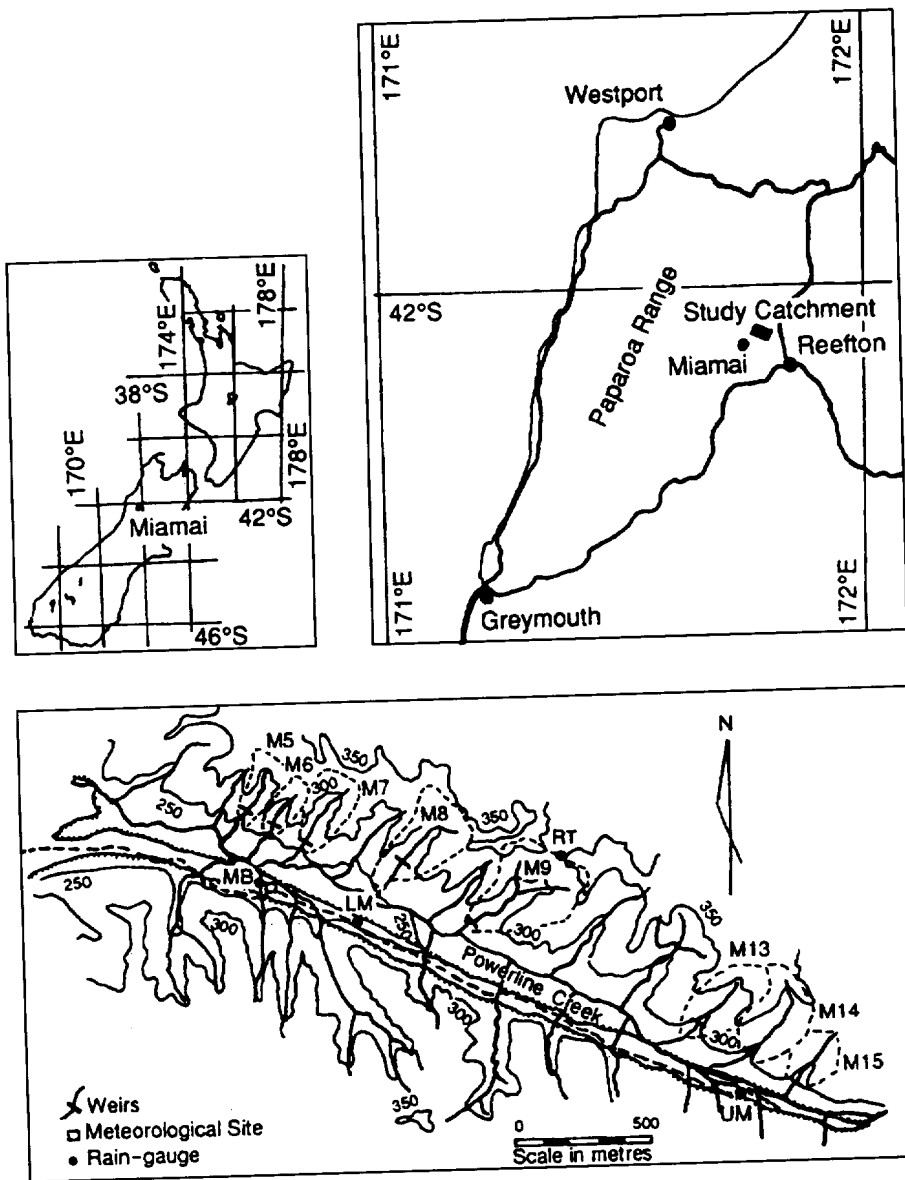 174°E
178°E
38°S
170°E
178°E
Miamai
42°S
46°S
171°E
172°E
Westport
42°S
Paparoa Range
Study Catchment
Miamai
Reefton
Greymouth
171°E
172°E
N
M5
M6
350
300
M7
250
M8
350
RT
M9
MB
LM
250
250
300
300
350
Powerline Creek
M13
300
M14
300
M15
350
UM
Weirs
Meteorological Site
Rain-gauge
0 500
Scale in metres